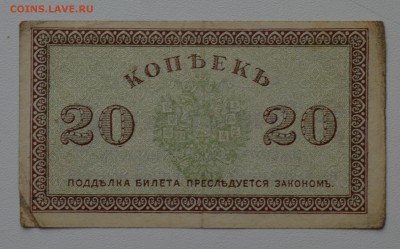 COINS.LAVE.RU
КОПѢЕКЪ
20 20
ПОДДѢЛКА БИЛЕТА ПРЕСЛѢДУЕТСЯ ЗАКОНОМЪ.